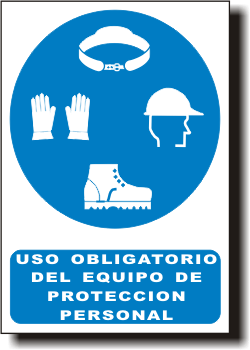 USO OBLIGATORIO
DEL EQUIPO DE
PROTECCION
PERSONAL